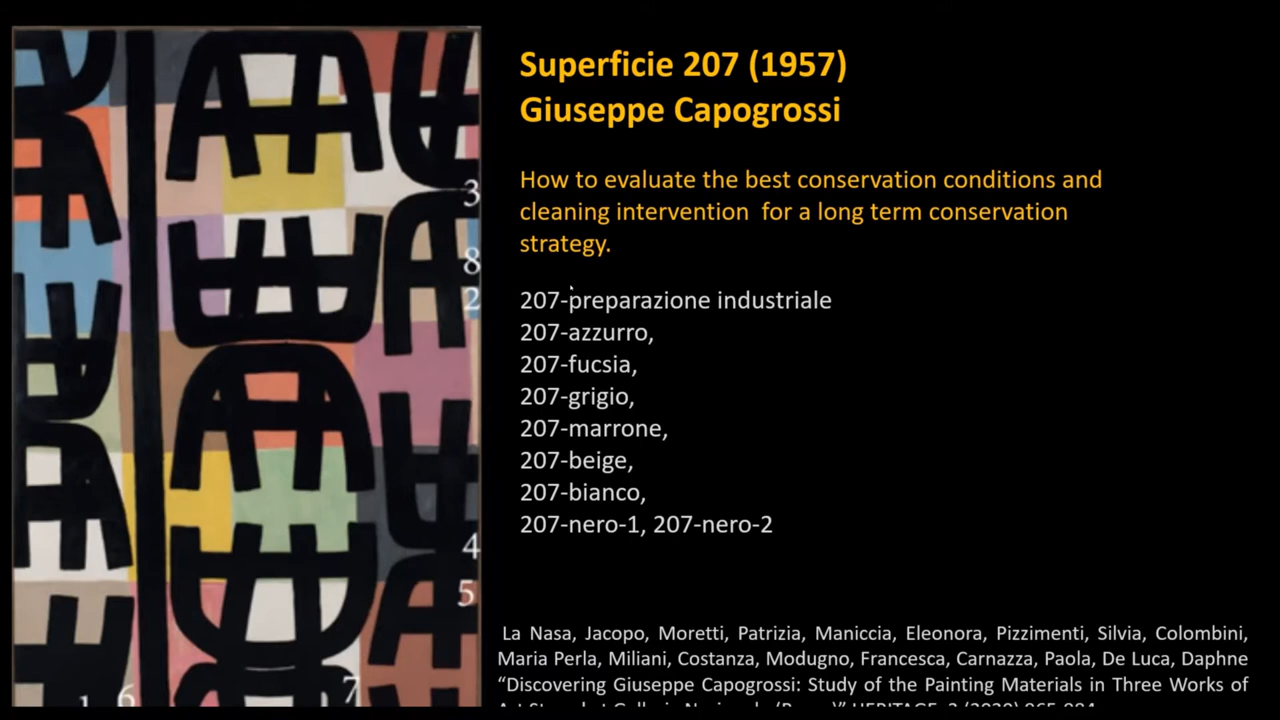 Superficie 207 (1957)
Giuseppe Capogrossi
How to evaluate the best conservation conditions and
cleaning intervention for a long term conservation
strategy.
207-preparazione industriale
207-azzurro,
207-fucsia,
207-grigio,
207-marrone,
207-beige,
207-bianco,
207-nero-1, 207-nero-2
La Nasa, Jacopo, Moretti, Patrizia, Maniccia, Eleonora, Pizzimenti, Silvia, Colombini,
Maria Perla, Miliani, Costanza, Modugno, Francesca, Carnazza, Paola, De Luca, Daphne
“Discovering Giuseppe Capogrossi: Study of the Painting Materials in Three Works of
3
8
2
4
5
1 6
7